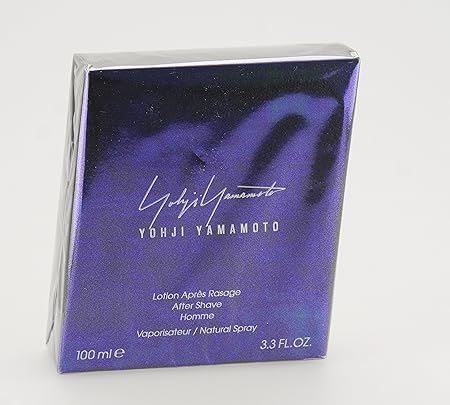 Yohji Yamamoto
YOHJI YAMAMOTO
Lotion Après Rasage
After Shave
Homme
Vaporisateur / Natural Spray
100 ml ℮ 3.3 FL.OZ.